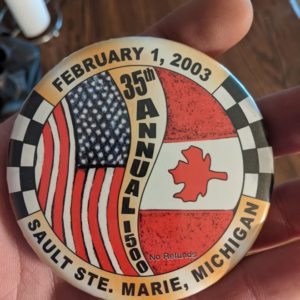 FEBRUARY 1, 2003
35th ANNUAL I-500
No Refunds
SAULT STE. MARIE, MICHIGAN